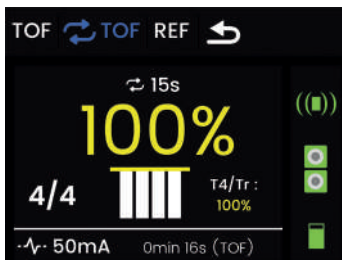 TOF TOF REF
15s
100%
4/4
T4/Tr :
100%
50mA 0min 16s (TOF)